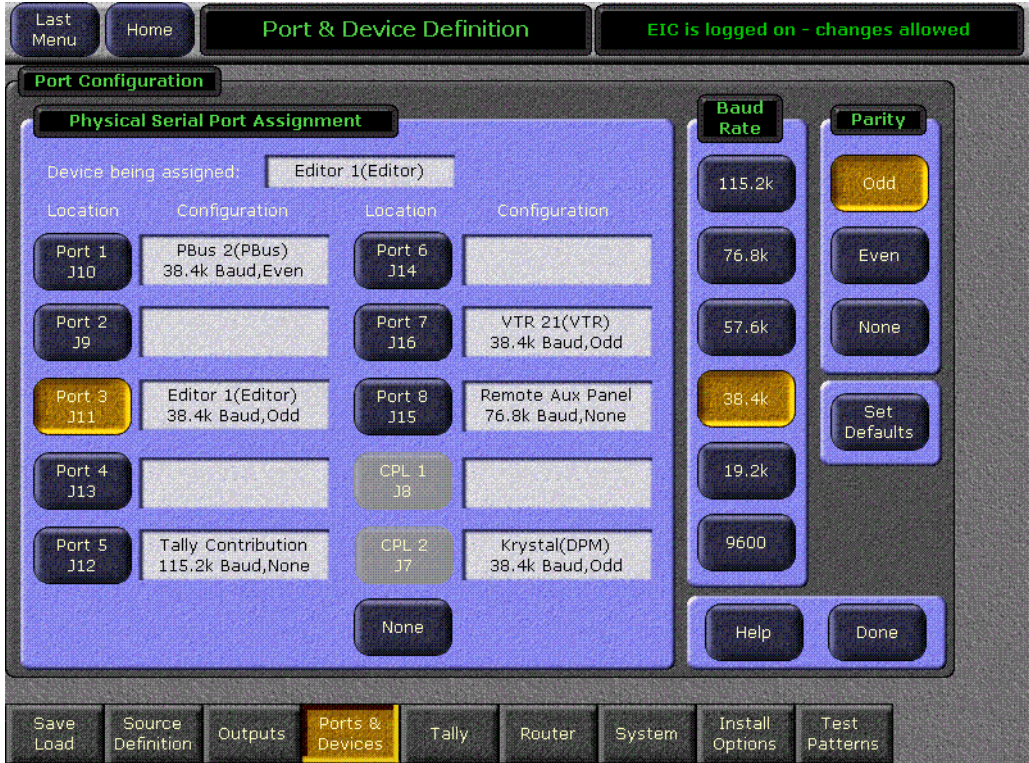 Last
Menu
Home
Port & Device Definition
EIC is logged on - changes allowed
Port Configuration
Physical Serial Port Assignment
Device being assigned:
Editor 1(Editor)
Location
Configuration
Location
Configuration
Port 1
J10
PBus 2(PBus)
38.4k Baud,Even
Port 2
J9
Port 3
J11
Editor 1(Editor)
38.4k Baud,Odd
Port 4
J13
Port 5
J12
Tally Contribution
115.2k Baud,None
Port 6
J14
Port 7
J16
VTR 21(VTR)
38.4k Baud,Odd
Port 8
J15
Remote Aux Panel
76.8k Baud,None
CPL 1
J8
CPL 2
J7
Krystal(DPM)
38.4k Baud,Odd
None
Baud
Rate
115.2k
76.8k
57.6k
38.4k
19.2k
9600
Parity
Odd
Even
None
Set
Defaults
Help
Done
Save
Load
Source
Definition
Outputs
Ports &
Devices
Tally
Router
System
Install
Options
Test
Patterns